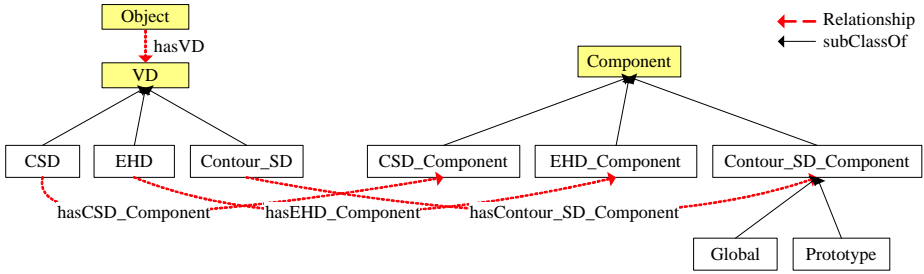 Object
Relationship
subClassOf
hasVD
VD
Component
CSD
EHD
Contour_SD
CSD_Component
EHD_Component
Contour_SD_Component
hasCSD_Component
hasEHD_Component
hasContour_SD_Component
Global
Prototype